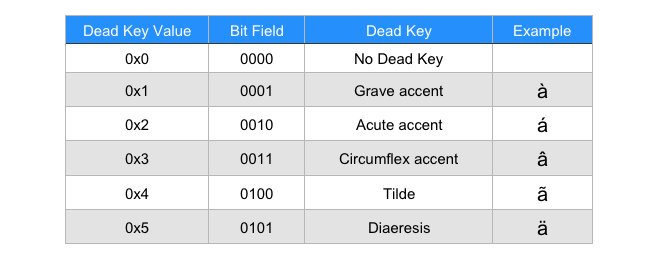 Dead Key Value Bit Field Dead Key Example
0x0 0000 No Dead Key
0x1 0001 Grave accent à
0x2 0010 Acute accent á
0x3 0011 Circumflex accent â
0x4 0100 Tilde ã
0x5 0101 Diaeresis ä